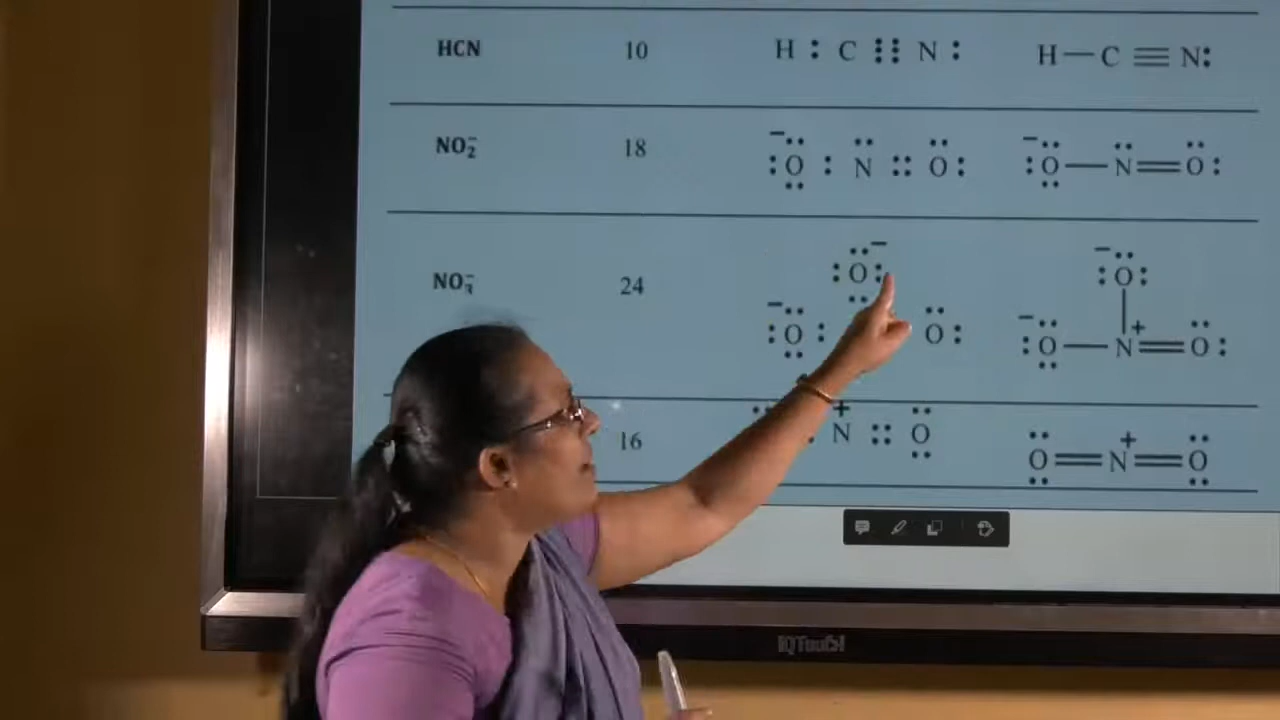 HCN 10 H : C ⫶⫶ N : H — C ≡ N:
NO₂⁻ 18 ⁻:Ö̤ : N̈ :: Ö: ⁻:Ö̤ — N̈ = Ö:
:Ö̤:⁻ ⁻:Ö:
NO₃⁻ 24 ⁻:Ö̤ : Ö: ⁻:Ö̤ — N⁺ = Ö:
16 N⁺ :: Ö̤ Ö̤ = N⁺ = Ö̤
IQTouch